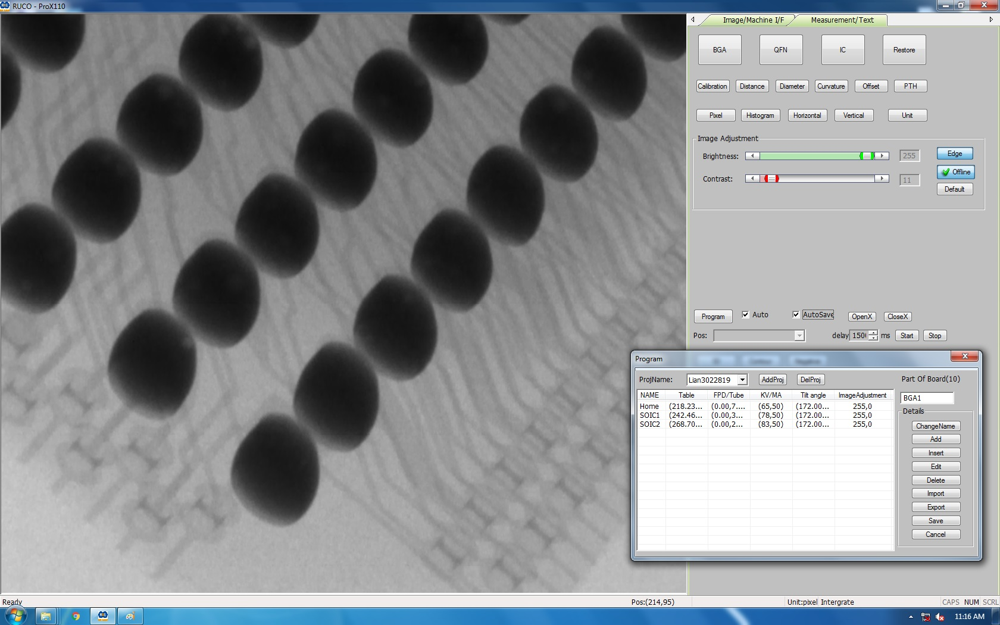 RUCO - ProX110
Image/Machine I/F
Measurement/Text
BGA
QFN
IC
Restore
Calibration
Distance
Diameter
Curvature
Offset
PTH
Pixel
Histogram
Horizontal
Vertical
Unit
Image Adjustment
Brightness:
255
Edge
Offline
Contrast:
11
Default
Program
Auto
AutoSave
OpenX
CloseX
Pos:
delay
ms
Start
Stop
Program
ProjName:
Lian3022819
AddProj
DelProj
Part Of Board(10)
NAME Table FPD/Tube KV/MA Tilt angle ImageAdjustment
Home (218.23... (0.00,7.... (65,50) (172.00... 255,0
SOIC1 (242.46... (0.00,3... (78,50) (172.00... 255,0
SOIC2 (268.70... (0.00,2... (83,50) (172.00... 255,0
BGA1
Details
ChangeName
Add
Insert
Edit
Delete
Import
Export
Save
Cancel
Ready
Pos:(214,95)
Unit:pixel
Intergrate
CAPS
NUM
SCRL
11:16 AM